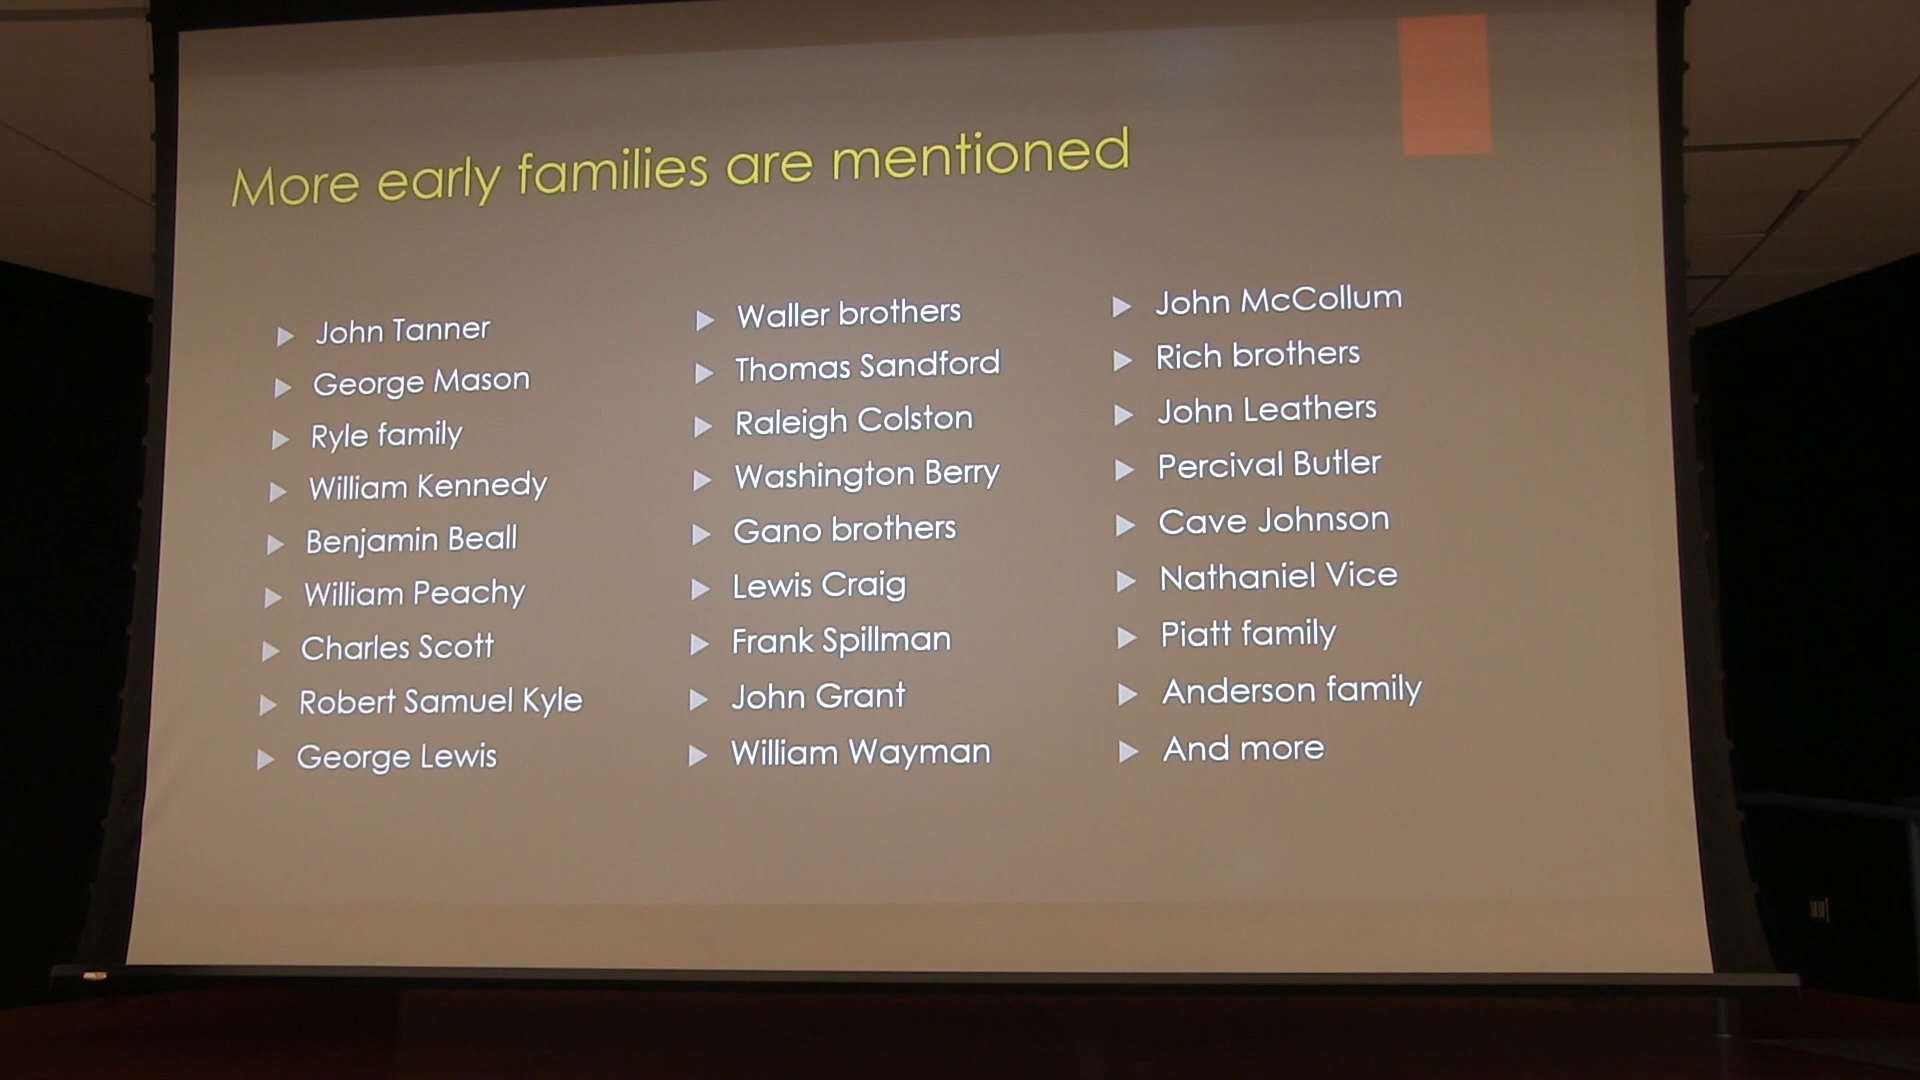 More early families are mentioned
John Tanner
George Mason
Ryle family
William Kennedy
Benjamin Beall
William Peachy
Charles Scott
Robert Samuel Kyle
George Lewis
Waller brothers
Thomas Sandford
Raleigh Colston
Washington Berry
Gano brothers
Lewis Craig
Frank Spillman
John Grant
William Wayman
John McCollum
Rich brothers
John Leathers
Percival Butler
Cave Johnson
Nathaniel Vice
Piatt family
Anderson family
And more